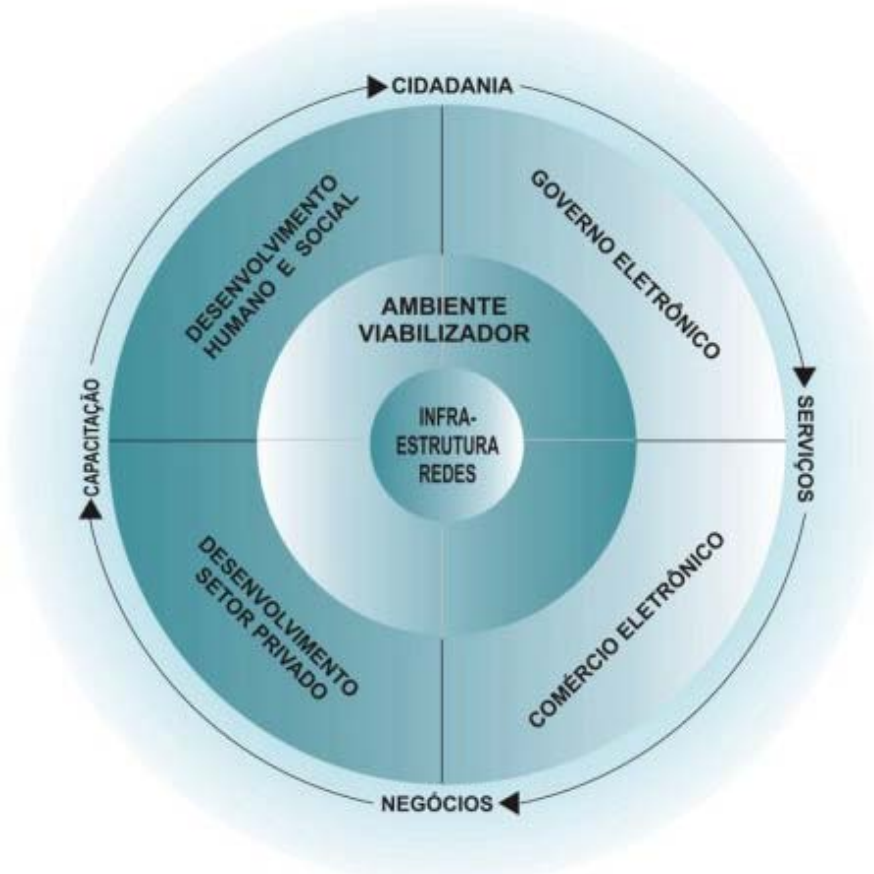 CIDADANIA
DESENVOLVIMENTO
HUMANO E SOCIAL
GOVERNO ELETRÔNICO
AMBIENTE
VIABILIZADOR
INFRA-
ESTRUTURA
REDES
CAPACITAÇÃO
SERVIÇOS
DESENVOLVIMENTO
SETOR PRIVADO
COMÉRCIO ELETRÔNICO
NEGÓCIOS